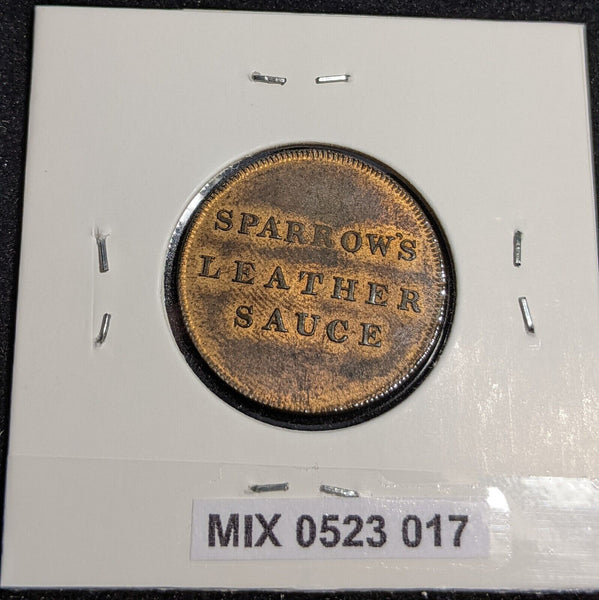 SPARROW'S
LEATHER
SAUCE
MIX 0523 017